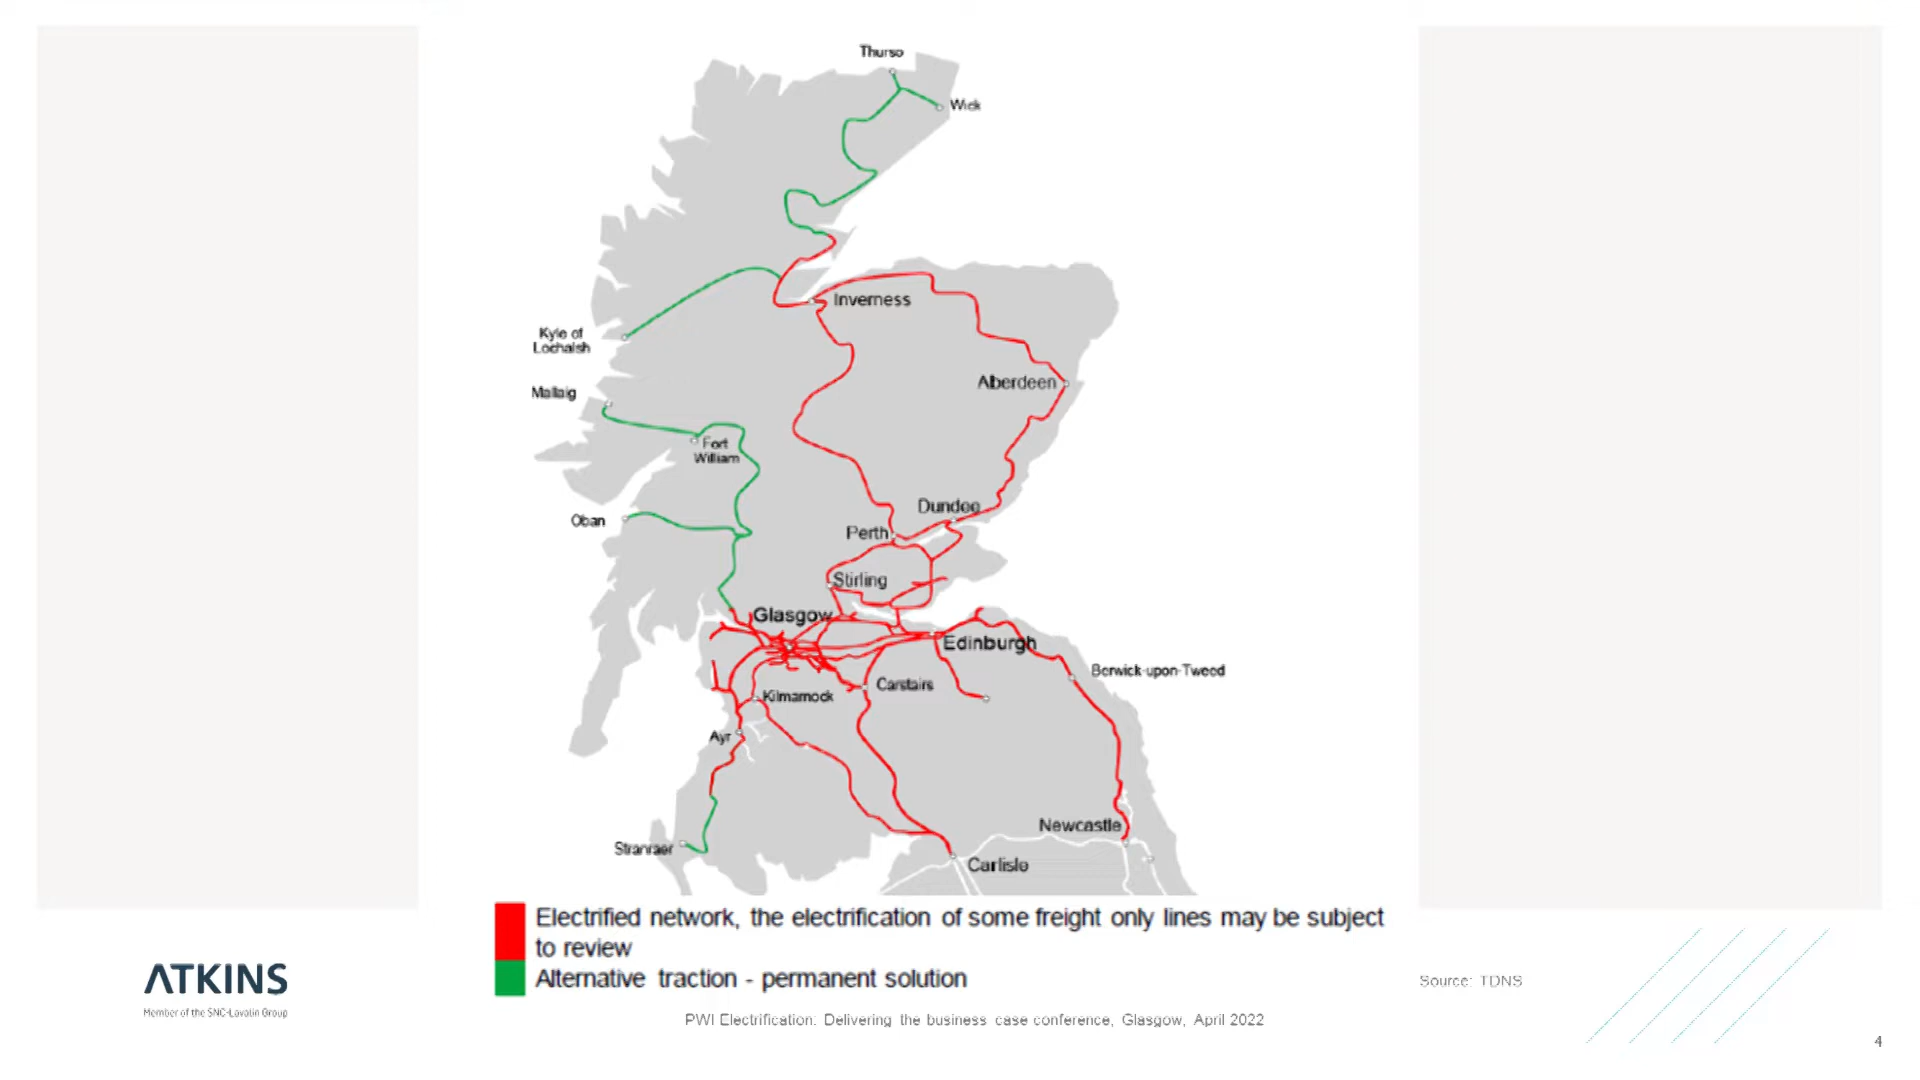 Thurso
Wick
Inverness
Kyle of
Lochalsh
Aberdeen
Mallaig
Fort
William
Dundee
Oban
Perth
Stirling
Glasgow
Edinburgh
Berwick-upon-Tweed
Carstairs
Kilmarnock
Ayr
Newcastle
Stranraer
Carlisle
Electrified network, the electrification of some freight only lines may be subject
to review
Alternative traction - permanent solution
ATKINS
Member of the SNC-Lavalin Group
Source: TDNS
PWI Electrification: Delivering the business case conference, Glasgow, April 2022
4